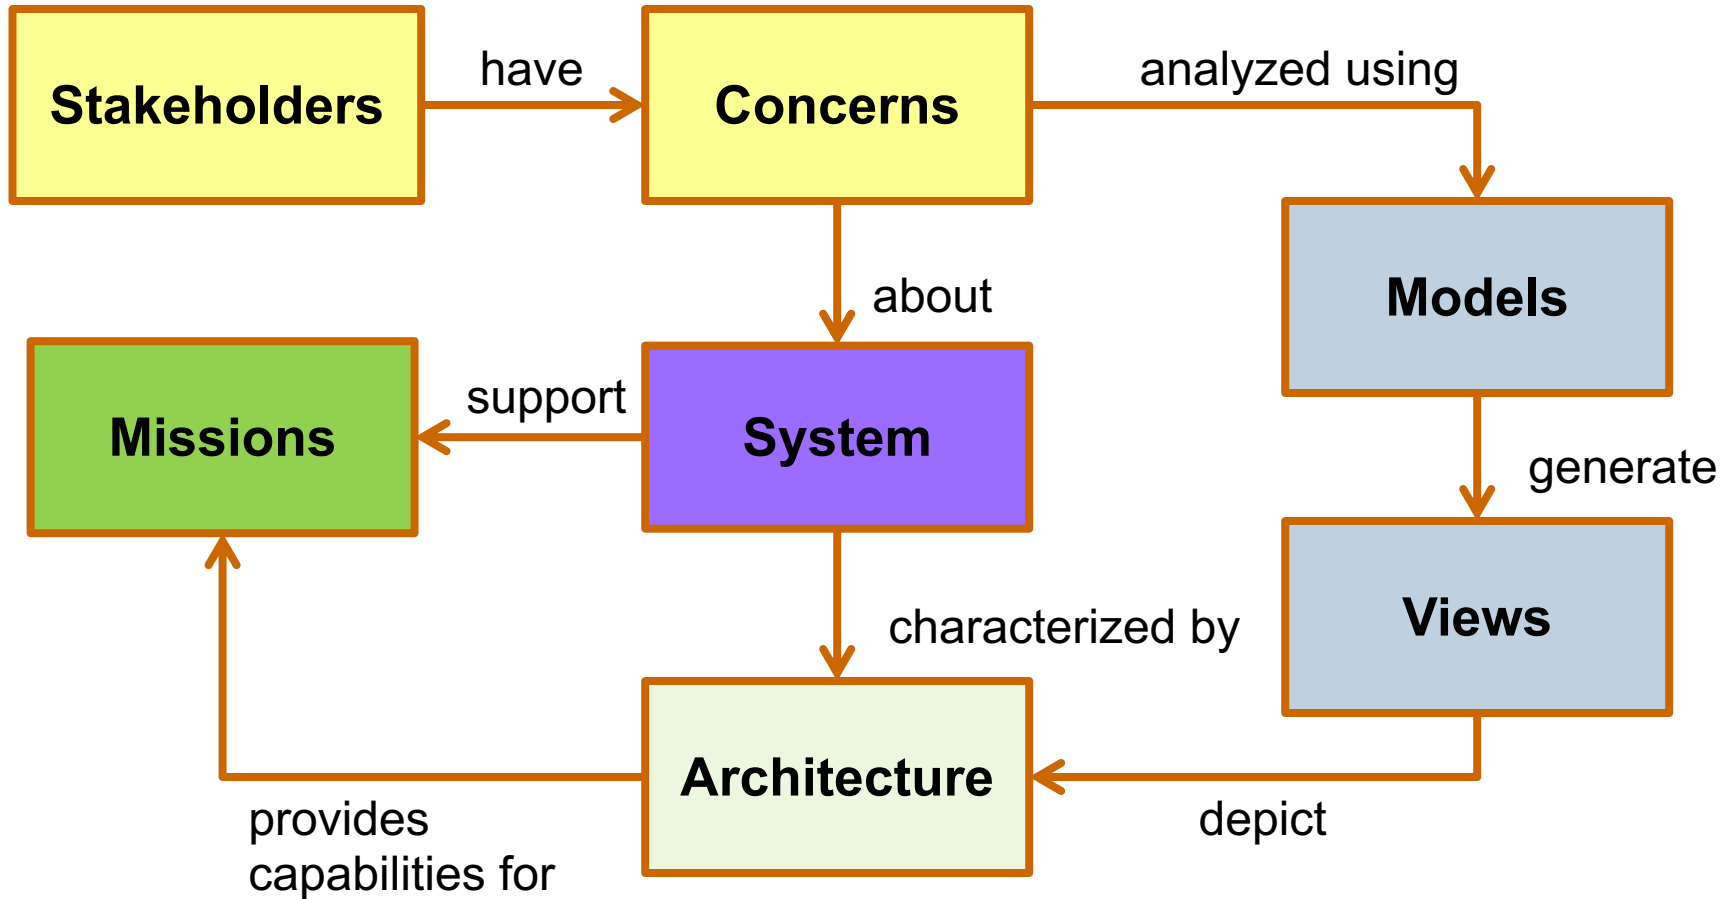 have
analyzed using
Stakeholders
Concerns
about
Models
support
Missions
System
generate
characterized by
Views
Architecture
provides
capabilities for
depict